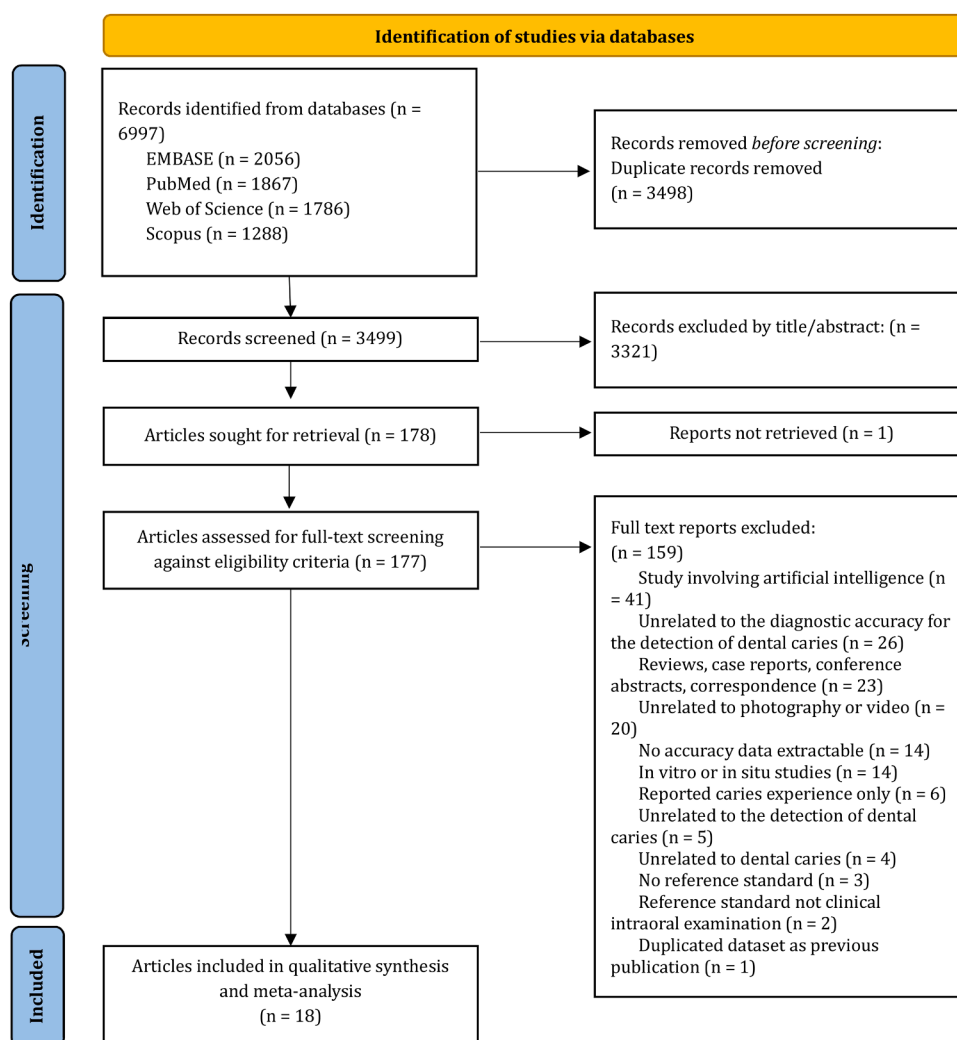 Identification of studies via databases
Identification
Records identified from databases (n =
6997)
EMBASE (n = 2056)
PubMed (n = 1867)
Web of Science (n = 1786)
Scopus (n = 1288)
Records removed before screening:
Duplicate records removed
(n = 3498)
Screening
Records screened (n = 3499)
Records excluded by title/abstract: (n =
3321)
Articles sought for retrieval (n = 178)
Reports not retrieved (n = 1)
Articles assessed for full-text screening
against eligibility criteria (n = 177)
Full text reports excluded:
(n = 159)
Study involving artificial intelligence (n
= 41)
Unrelated to the diagnostic accuracy for
the detection of dental caries (n = 26)
Reviews, case reports, conference
abstracts, correspondence (n = 23)
Unrelated to photography or video (n =
20)
No accuracy data extractable (n = 14)
In vitro or in situ studies (n = 14)
Reported caries experience only (n = 6)
Unrelated to the detection of dental
caries (n = 5)
Unrelated to dental caries (n = 4)
No reference standard (n = 3)
Reference standard not clinical
intraoral examination (n = 2)
Duplicated dataset as previous
publication (n = 1)
Included
Articles included in qualitative synthesis
and meta-analysis
(n = 18)